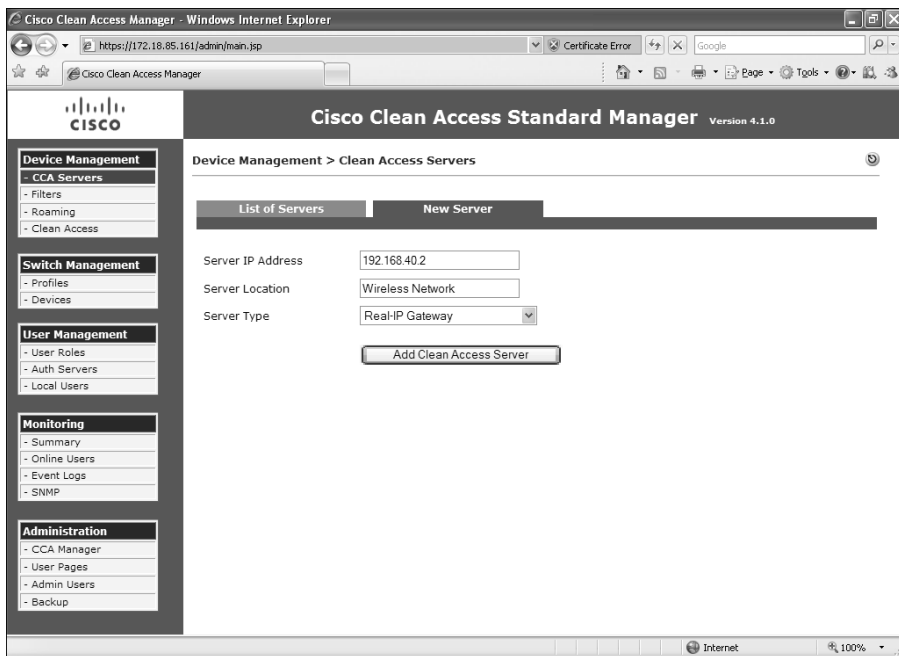 Cisco Clean Access Manager - Windows Internet Explorer
https://172.18.85.161/admin/main.jsp
Certificate Error
Google
Cisco Clean Access Manager
Page
Tools
CISCO
Cisco Clean Access Standard Manager Version 4.1.0
Device Management
- CCA Servers
- Filters
- Roaming
- Clean Access
Switch Management
- Profiles
- Devices
User Management
- User Roles
- Auth Servers
- Local Users
Monitoring
- Summary
- Online Users
- Event Logs
- SNMP
Administration
- CCA Manager
- User Pages
- Admin Users
- Backup
Device Management > Clean Access Servers
List of Servers
New Server
Server IP Address 192.168.40.2
Server Location Wireless Network
Server Type Real-IP Gateway
Add Clean Access Server
Internet
100%